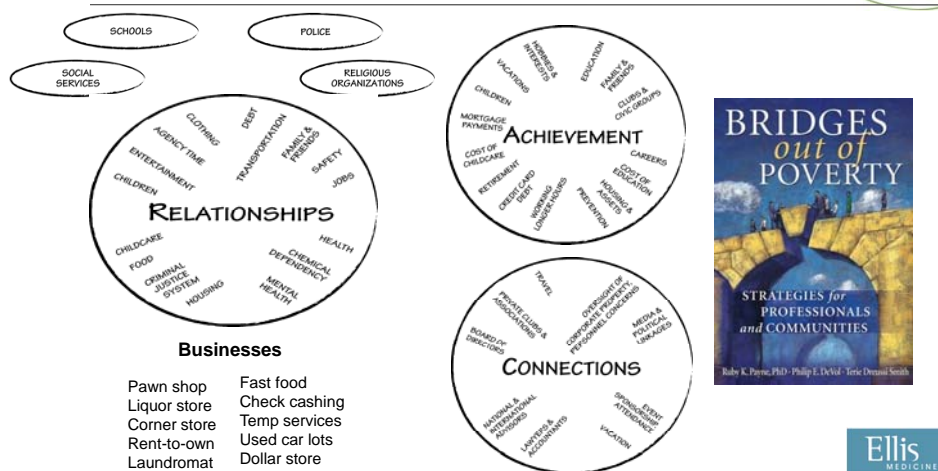 SCHOOLS
POLICE
SOCIAL
SERVICES
RELIGIOUS
ORGANIZATIONS
DEBT
CLOTHING
AGENCY TIME
ENTERTAINMENT
CHILDREN
TRANSPORTATION
FAMILY &
FRIENDS
SAFETY
JOBS
RELATIONSHIPS
CHILDCARE
FOOD
CRIMINAL
JUSTICE
SYSTEM
HOUSING
HEALTH
CHEMICAL
DEPENDENCY
MENTAL
HEALTH
Businesses
Pawn shop
Liquor store
Corner store
Rent-to-own
Laundromat
Fast food
Check cashing
Temp services
Used car lots
Dollar store
HOBBIES &
INTERESTS
VACATIONS
CHILDREN
MORTGAGE
PAYMENTS
EDUCATION
FAMILY &
FRIENDS
CLUBS &
CIVIC GROUPS
ACHIEVEMENT
COST OF
CHILDCARE
RETIREMENT
CREDIT CARD
DEBT
WORKING
LONGER HOURS
PREVENTION
HOUSING &
ASSETS
COST OF
EDUCATION
CAREERS
TRAVEL
PRIVATE CLUBS &
ASSOCIATIONS
BOARD OF
DIRECTORS
OVERSIGHT OF
CORPORATE PROPERTY,
PERSONNEL CONCERNS
MEDIA &
POLITICAL
LINKAGES
CONNECTIONS
NATIONAL &
INTERNATIONAL
ADVISORS
LAWYERS &
ACCOUNTANTS
VACATION
EVENT
SPONSORSHIP
ATTENDANCE
BRIDGES
out of
POVERTY
STRATEGIES for
PROFESSIONALS
and COMMUNITIES
Ruby K. Payne, PhD · Philip E. DeVol · Terie Dreussi Smith
Ellis
MEDICINE